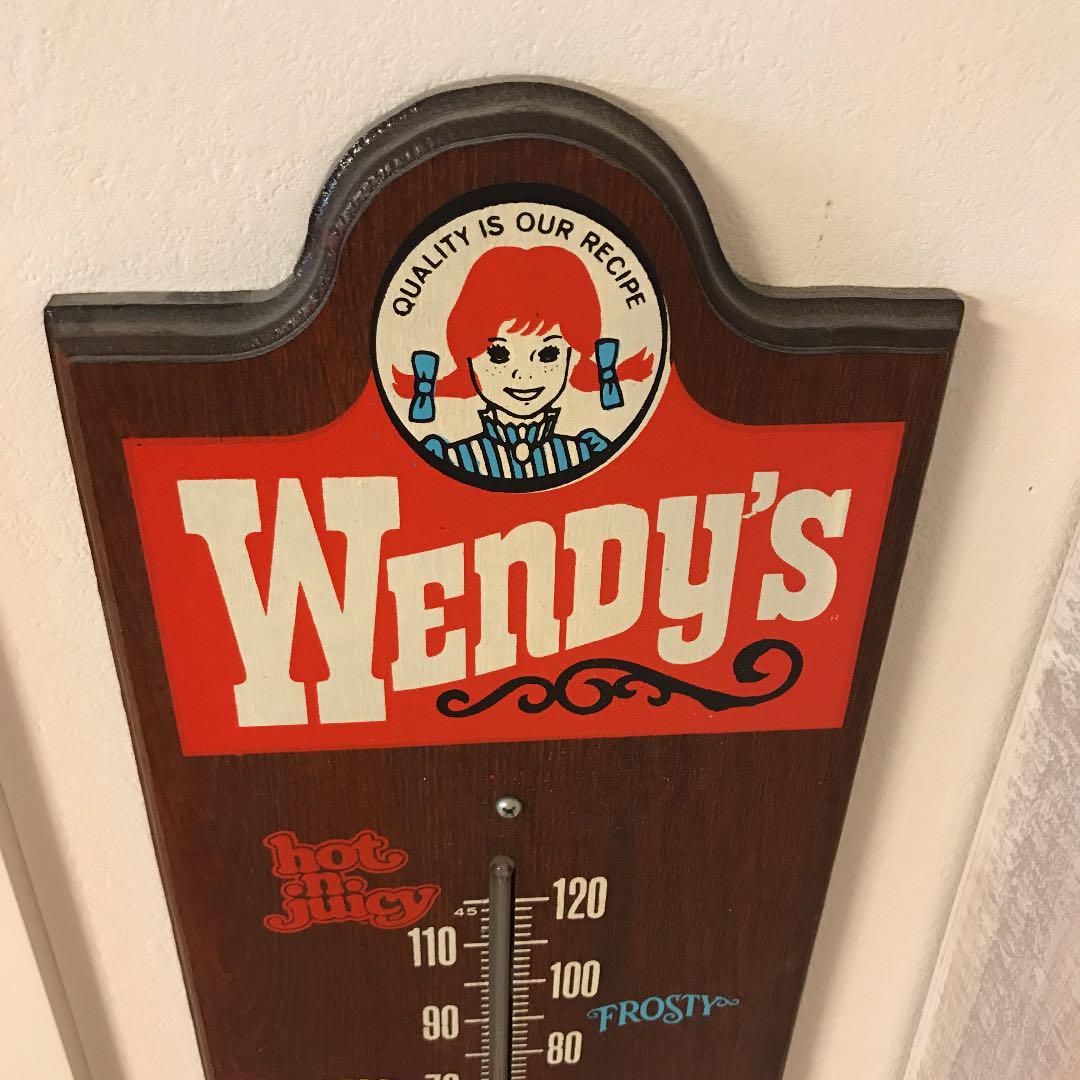 QUALITY IS OUR RECIPE
WENDY'S
R
hot
'n'
juicy
45
120
110
100
FROSTY
90
80